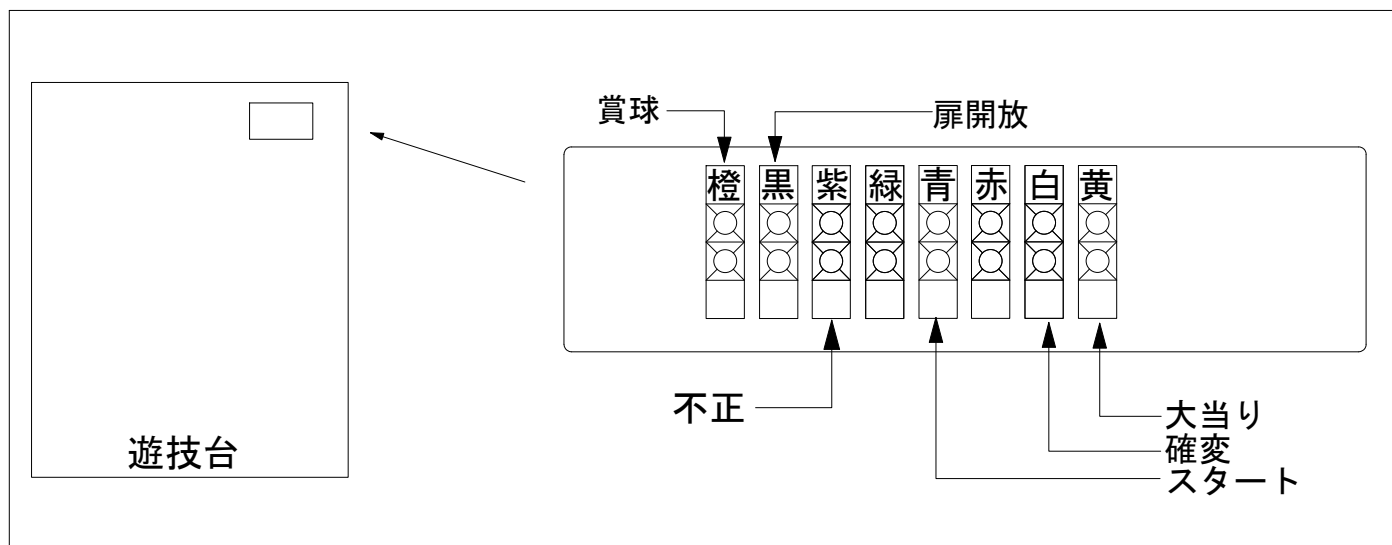 賞球
扉開放
橙 黒 紫 緑 青 赤 白 黄
不正
大当り
確変
スタート
遊技台